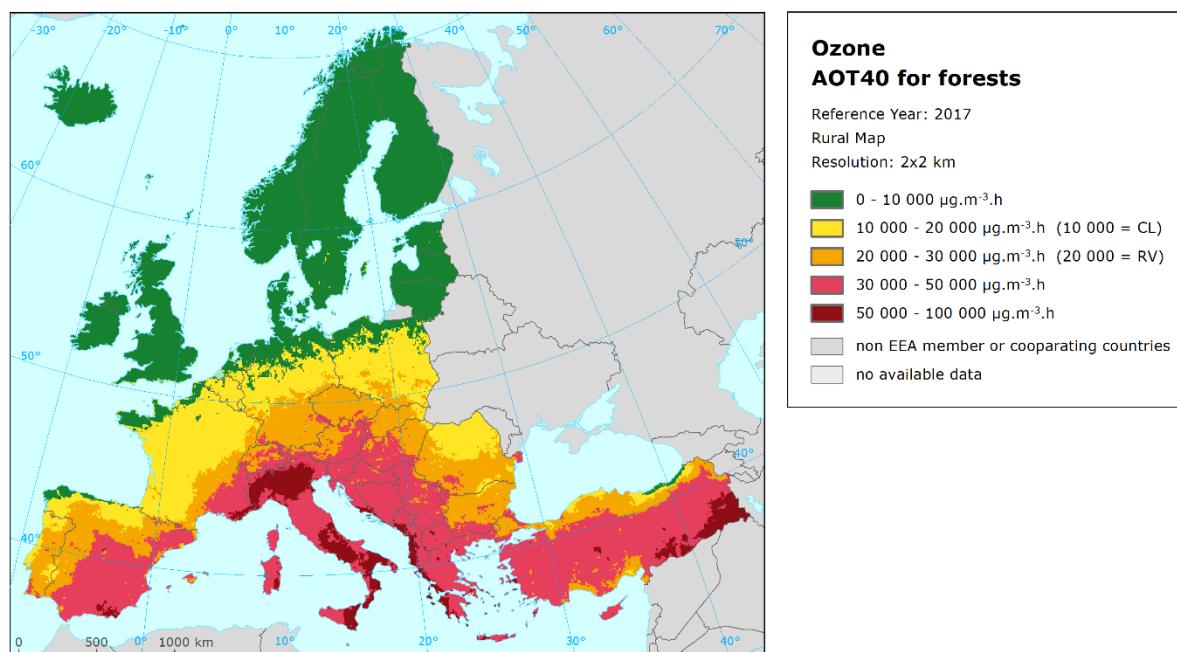 -30° -20° -10° 0° 10° 20° 30° 40° 50° 60° 70°
60°
50°
40°
60°
50°
40°
0 500 0° 1000 km 10° 20° 30° 40°
Ozone
AOT40 for forests
Reference Year: 2017
Rural Map
Resolution: 2x2 km
0 - 10 000 µg.m⁻³.h
10 000 - 20 000 µg.m⁻³.h (10 000 = CL)
20 000 - 30 000 µg.m⁻³.h (20 000 = RV)
30 000 - 50 000 µg.m⁻³.h
50 000 - 100 000 µg.m⁻³.h
non EEA member or cooparating countries
no available data